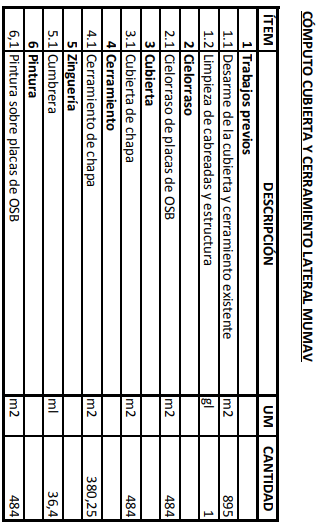 CÓMPUTO CUBIERTA Y CERRAMIENTO LATERAL MUMAV
ÍTEM DESCRIPCIÓN UM CANTIDAD
1 Trabajos previos
1.1 Desarme de la cubierta y cerramiento existente m2 895
1.2 Limpieza de cabreadas y estructura gl 1
2 Cielorraso
2.1 Cielorraso de placas de OSB m2 484
3 Cubierta
3.1 Cubierta de chapa m2 484
4 Cerramiento
4.1 Cerramiento de chapa m2 380,25
5 Zinguería
5.1 Cumbrera ml 36,4
6 Pintura
6,1 Pintura sobre placas de OSB m2 484